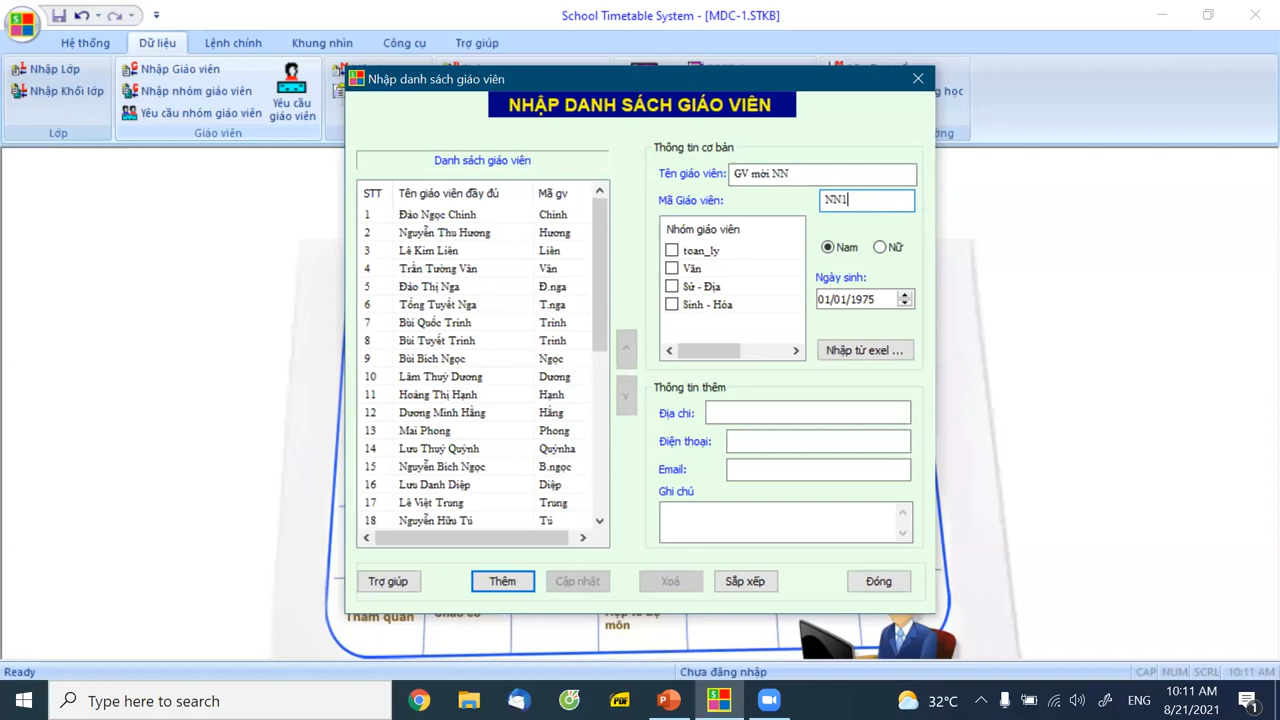 School Timetable System - [MDC-1.STKB]
Hệ thống Dữ liệu Lệnh chính Khung nhìn Công cụ Trợ giúp
Nhập Lớp
Nhập Khối lớp
Lớp
Nhập Giáo viên
Nhập nhóm giáo viên
Yêu cầu nhóm giáo viên
Yêu cầu
giáo viên
Giáo viên
Nhập danh sách giáo viên
NHẬP DANH SÁCH GIÁO VIÊN
Danh sách giáo viên
STT Tên giáo viên đầy đủ Mã gv
1 Đào Ngọc Chinh Chinh
2 Nguyễn Thu Hương Hương
3 Lê Kim Liên Liên
4 Trần Tường Vân Vân
5 Đào Thị Nga Đ.nga
6 Tống Tuyết Nga T.nga
7 Bùi Quốc Trinh Trinh
8 Bùi Tuyết Trinh Trinh
9 Bùi Bich Ngọc Ngọc
10 Lâm Thuỳ Dương Dương
11 Hoàng Thị Hạnh Hạnh
12 Dương Minh Hằng Hằng
13 Mai Phong Phong
14 Lưu Thuý Quỳnh Quỳnha
15 Nguyễn Bich Ngọc B.ngọc
16 Lưu Danh Diệp Diệp
17 Lê Việt Trung Trung
18 Nguyễn Hữu Tú Tú
Thông tin cơ bản
Tên giáo viên: GV mời NN
Mã Giáo viên: NN1
Nhóm giáo viên
toan_ly
Văn
Sử - Địa
Sinh - Hóa
Nam Nữ
Ngày sinh:
01/01/1975
Nhập từ exel ...
Thông tin thêm
Địa chỉ:
Điện thoại:
Email:
Ghi chú
Trợ giúp Thêm Cập nhật Xoá Sắp xếp Đóng
Tham quan
môn
Ready Chưa đăng nhập CAP NUM SCRL 10:11 AM
Type here to search
PDF
32°C ENG
10:11 AM
8/21/2021
1